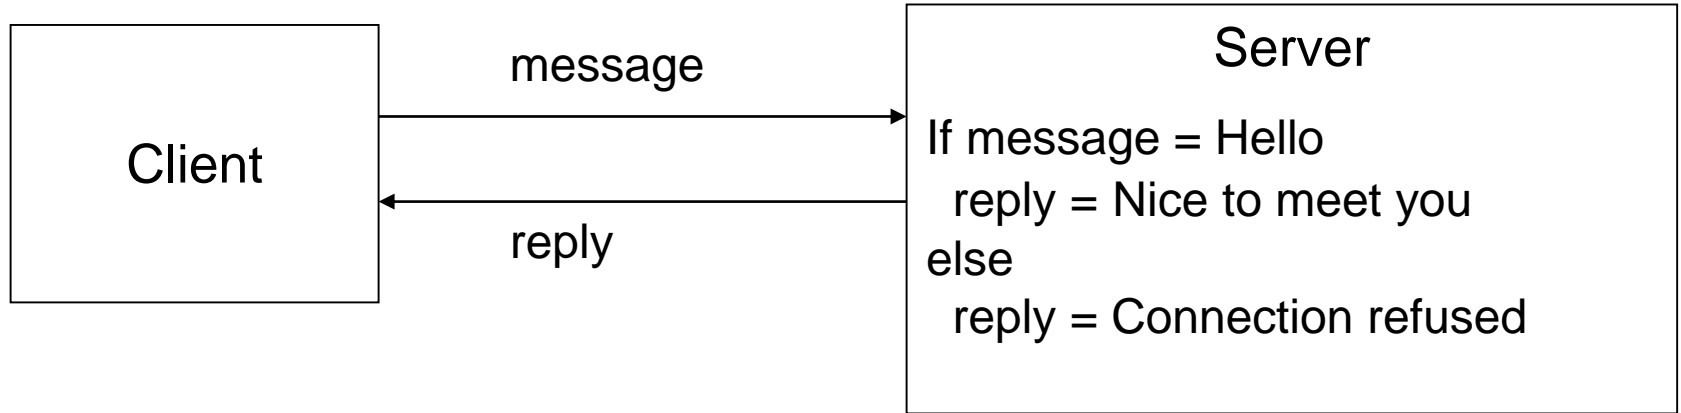 Client
message
reply
Server
If message = Hello
reply = Nice to meet you
else
reply = Connection refused